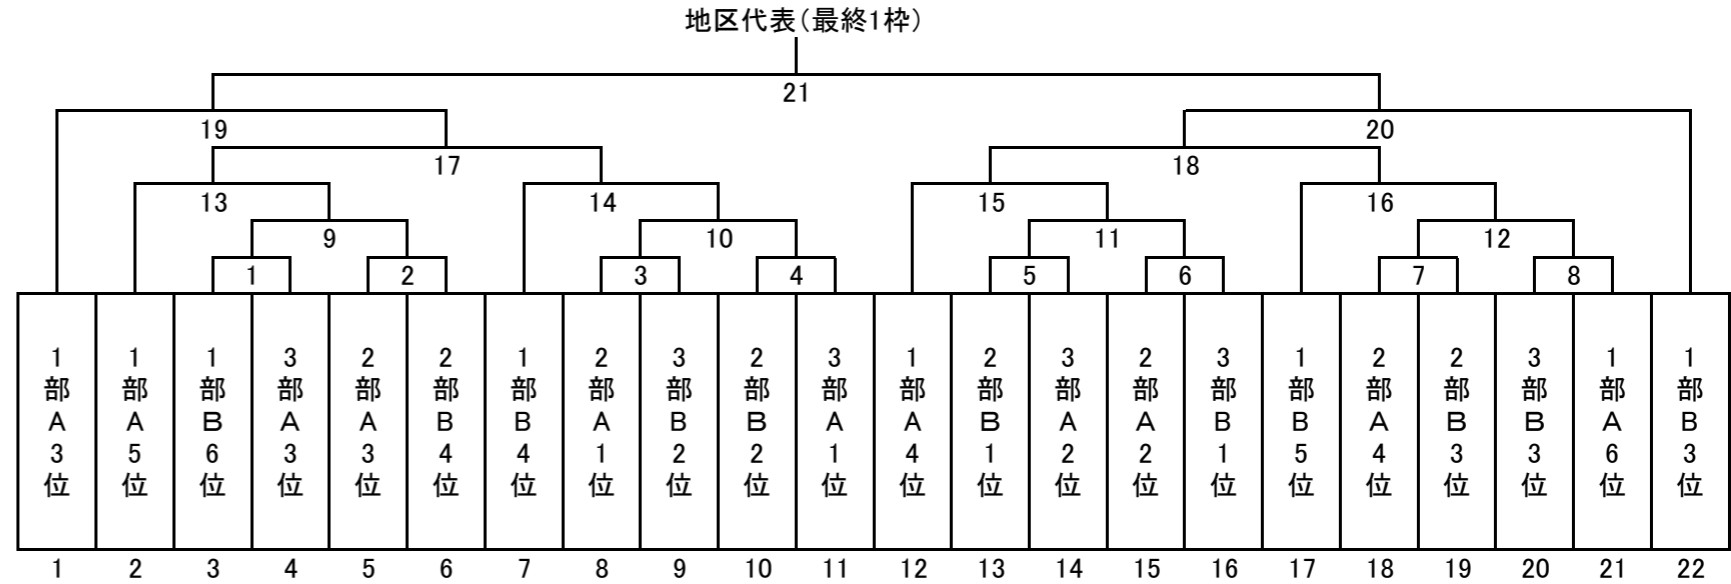 地区代表（最終1枠）
21
19 20
17 18
13 14 15 16
9 10 11 12
1 2 3 4 5 6 7 8
1部A3位
1部A5位
1部B6位
3部A3位
2部A3位
2部B4位
1部B4位
2部A1位
3部B2位
2部B2位
3部A1位
1部A4位
2部B1位
3部A2位
2部A2位
3部B1位
1部B5位
2部A4位
2部B3位
3部B3位
1部A6位
1部B3位
1 2 3 4 5 6 7 8 9 10 11 12 13 14 15 16 17 18 19 20 21 22